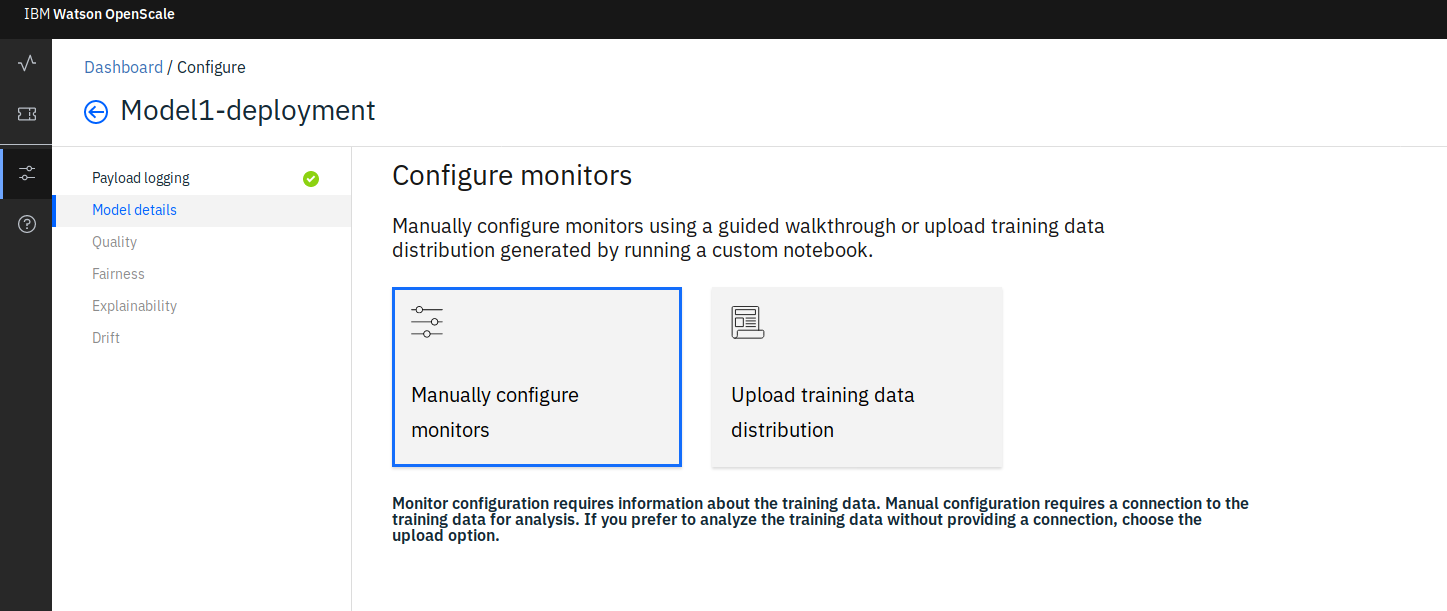 IBM Watson OpenScale
Dashboard / Configure
Model1-deployment
Payload logging
Model details
Quality
Fairness
Explainability
Drift
Configure monitors
Manually configure monitors using a guided walkthrough or upload training data
distribution generated by running a custom notebook.
Manually configure
monitors
Upload training data
distribution
Monitor configuration requires information about the training data. Manual configuration requires a connection to the
training data for analysis. If you prefer to analyze the training data without providing a connection, choose the
upload option.